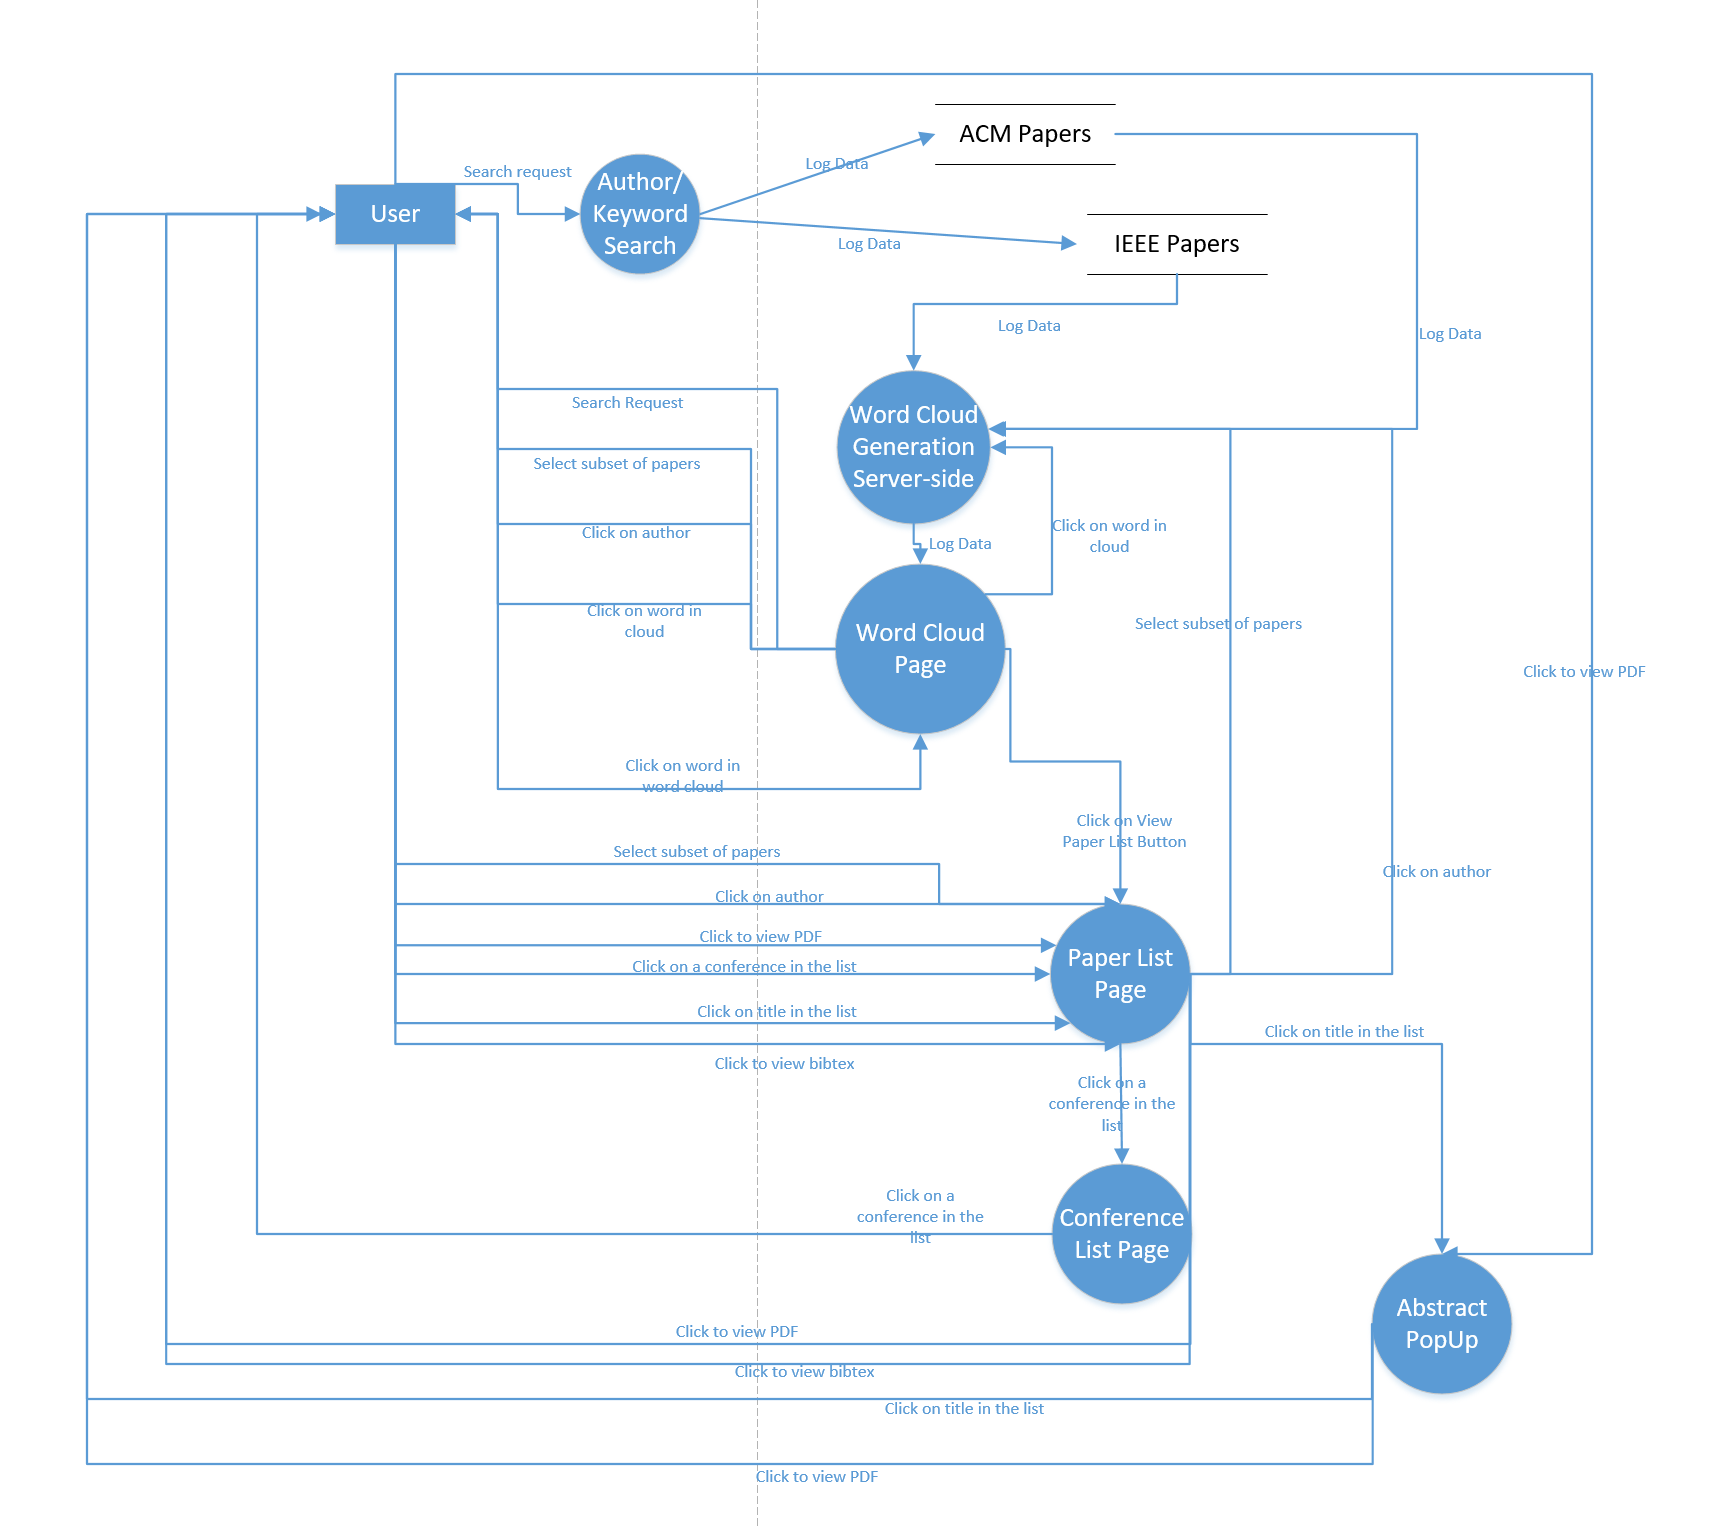 ACM Papers
Log Data
Search request
Author/
Keyword
Search
User
Log Data
IEEE Papers
Log Data
Log Data
Search Request
Word Cloud
Generation
Server-side
Select subset of papers
Click on author
Click on word in
cloud
Log Data
Click on word in
cloud
Select subset of papers
Word Cloud
Page
Click to view PDF
Click on word in
word cloud
Click on View
Paper List Button
Select subset of papers
Click on author
Click on author
Click to view PDF
Click on a conference in the list
Paper List
Page
Click on title in the list
Click on title in the list
Click to view bibtex
Click on a
conference in the
list
Click on a
conference in the
list
Conference
List Page
Abstract
PopUp
Click to view PDF
Click to view bibtex
Click on title in the list
Click to view PDF